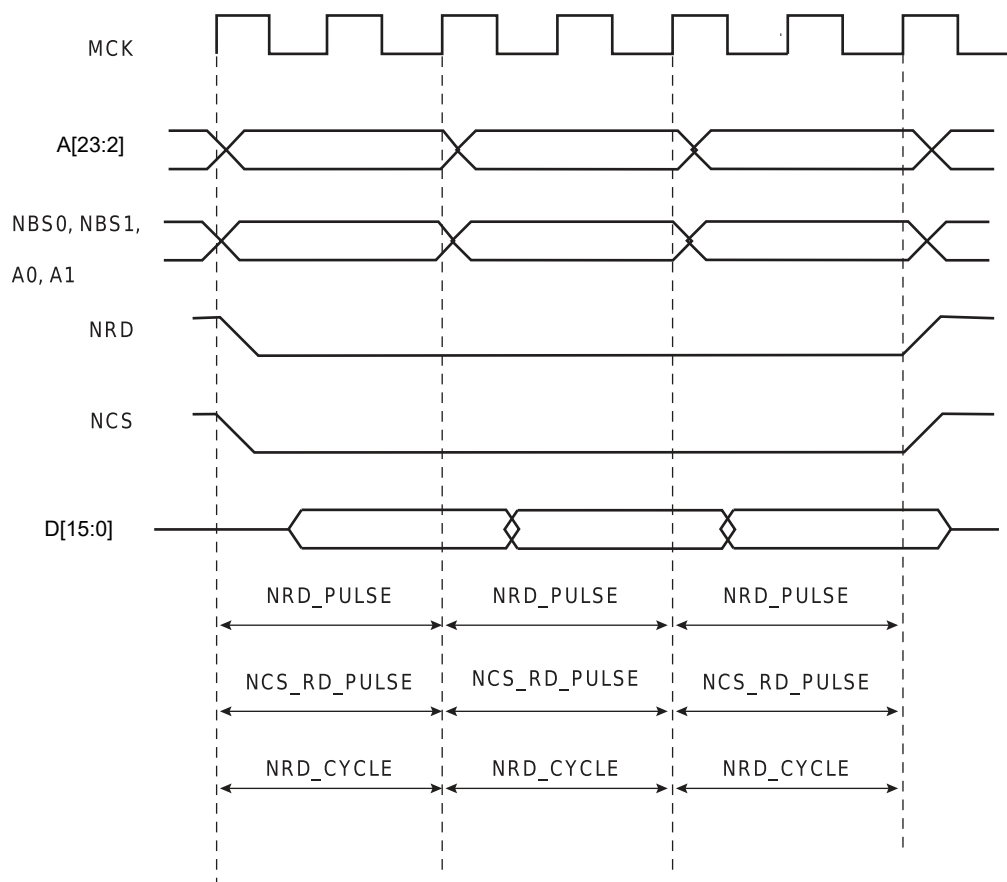 MCK
A[23:2]
NBS0, NBS1,
A0, A1
NRD
NCS
D[15:0]
NRD_PULSE NRD_PULSE NRD_PULSE
NCS_RD_PULSE NCS_RD_PULSE NCS_RD_PULSE
NRD_CYCLE NRD_CYCLE NRD_CYCLE